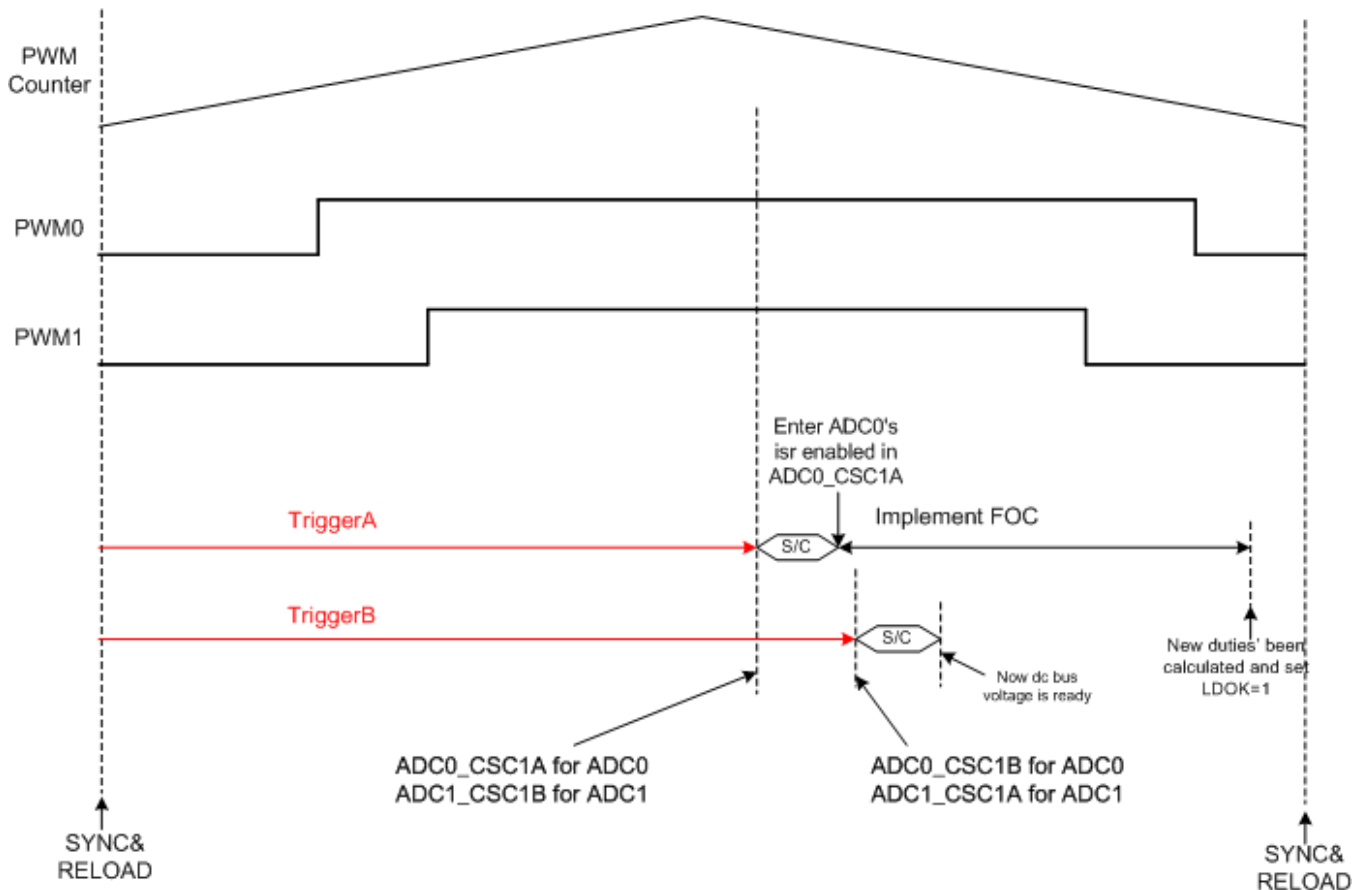 PWM
Counter
PWM0
PWM1
Enter ADC0's
isr enabled in
ADC0_CSC1A
TriggerA
S/C
Implement FOC
TriggerB
S/C
Now dc bus
voltage is ready
New duties' been
calculated and set
LDOK=1
ADC0_CSC1A for ADC0
ADC1_CSC1B for ADC1
ADC0_CSC1B for ADC0
ADC1_CSC1A for ADC1
SYNC&
RELOAD
SYNC&
RELOAD